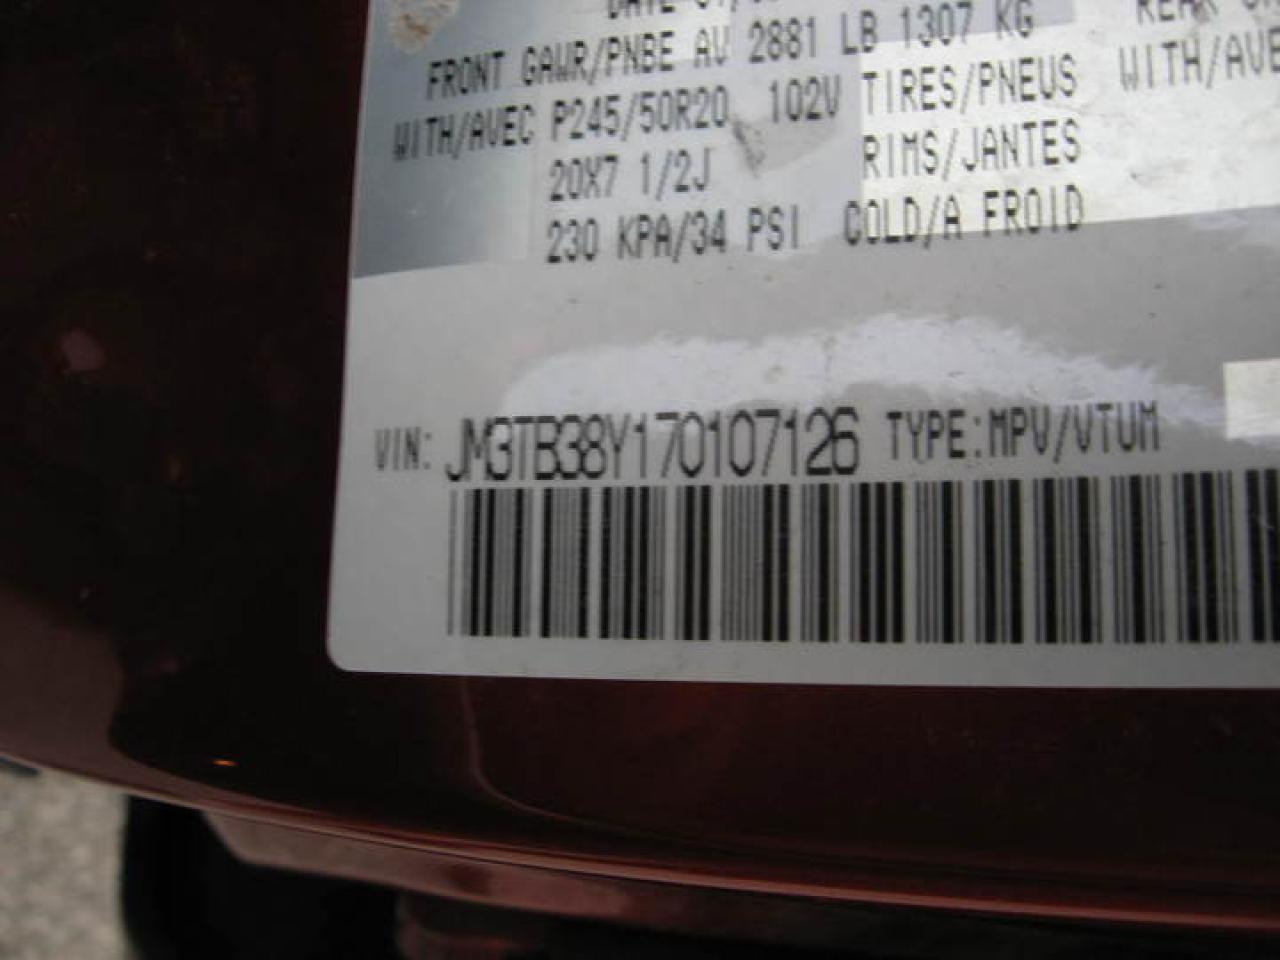 DATE
FRONT GAWR/PNBE AV 2881 LB 1307 KG
WITH/AVEC P245/50R20 102V TIRES/PNEUS WITH/AVE
20X7 1/2J RIMS/JANTES
230 KPA/34 PSI COLD/A FROID
VIN: JM3TB38Y170107126 TYPE:MPV/VTUM